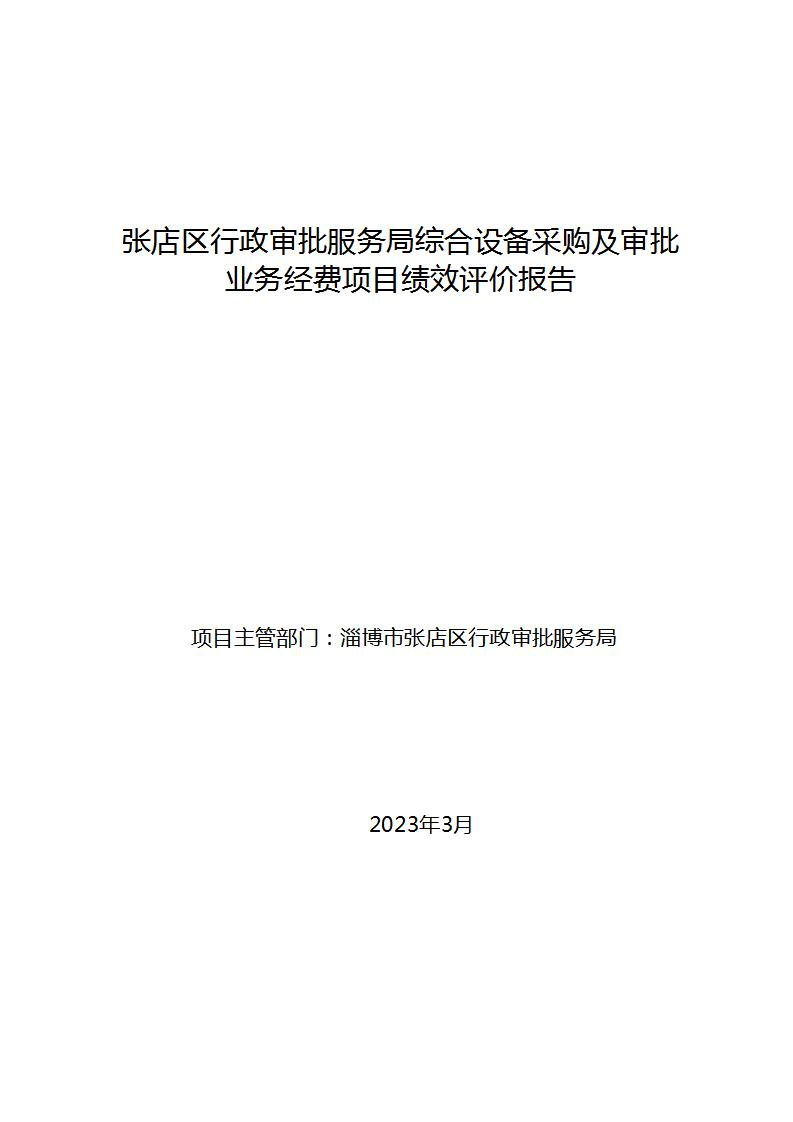 张店区行政审批服务局综合设备采购及审批
业务经费项目绩效评价报告
项目主管部门：淄博市张店区行政审批服务局
2023年3月